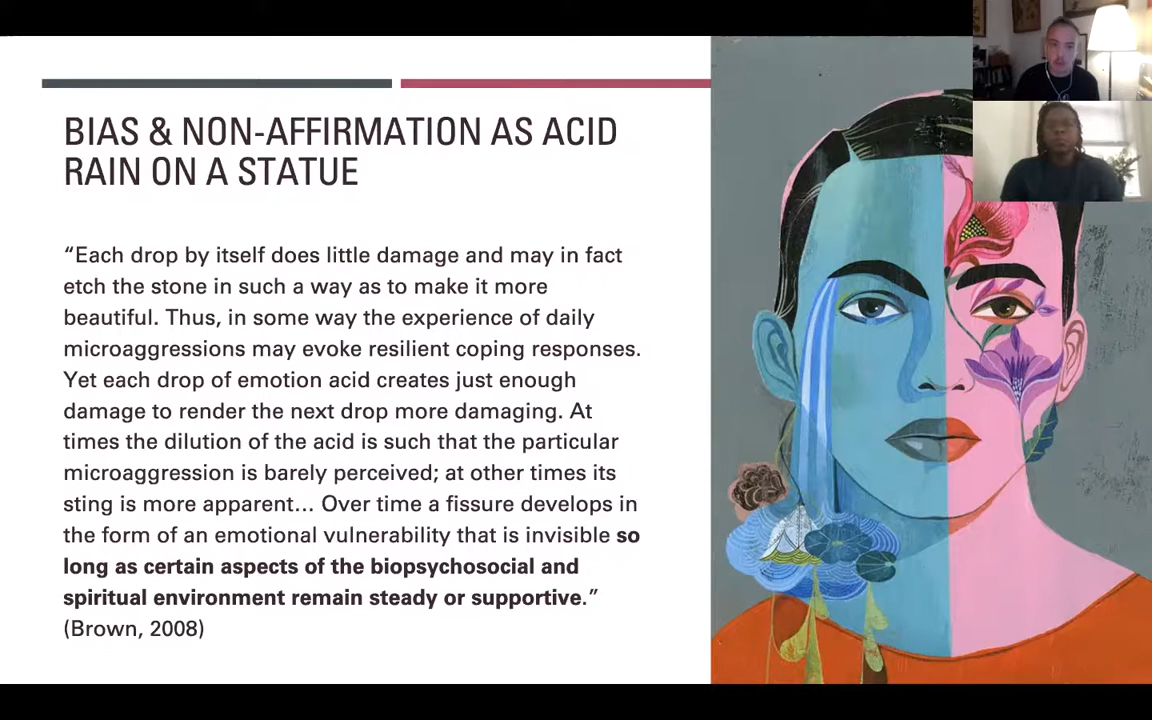 BIAS & NON-AFFIRMATION AS ACID
RAIN ON A STATUE
“Each drop by itself does little damage and may in fact
etch the stone in such a way as to make it more
beautiful. Thus, in some way the experience of daily
microaggressions may evoke resilient coping responses.
Yet each drop of emotion acid creates just enough
damage to render the next drop more damaging. At
times the dilution of the acid is such that the particular
microaggression is barely perceived; at other times its
sting is more apparent… Over time a fissure develops in
the form of an emotional vulnerability that is invisible so
long as certain aspects of the biopsychosocial and
spiritual environment remain steady or supportive.”
(Brown, 2008)